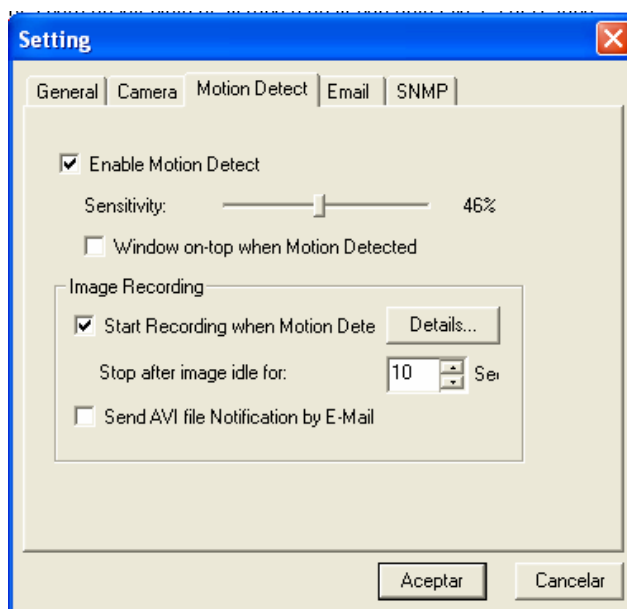 Setting
General Camera Motion Detect Email SNMP
Enable Motion Detect
Sensitivity: 46%
Window on-top when Motion Detected
Image Recording
Start Recording when Motion Dete Details...
Stop after image idle for: 10 Se
Send AVI file Notification by E-Mail
Aceptar Cancelar